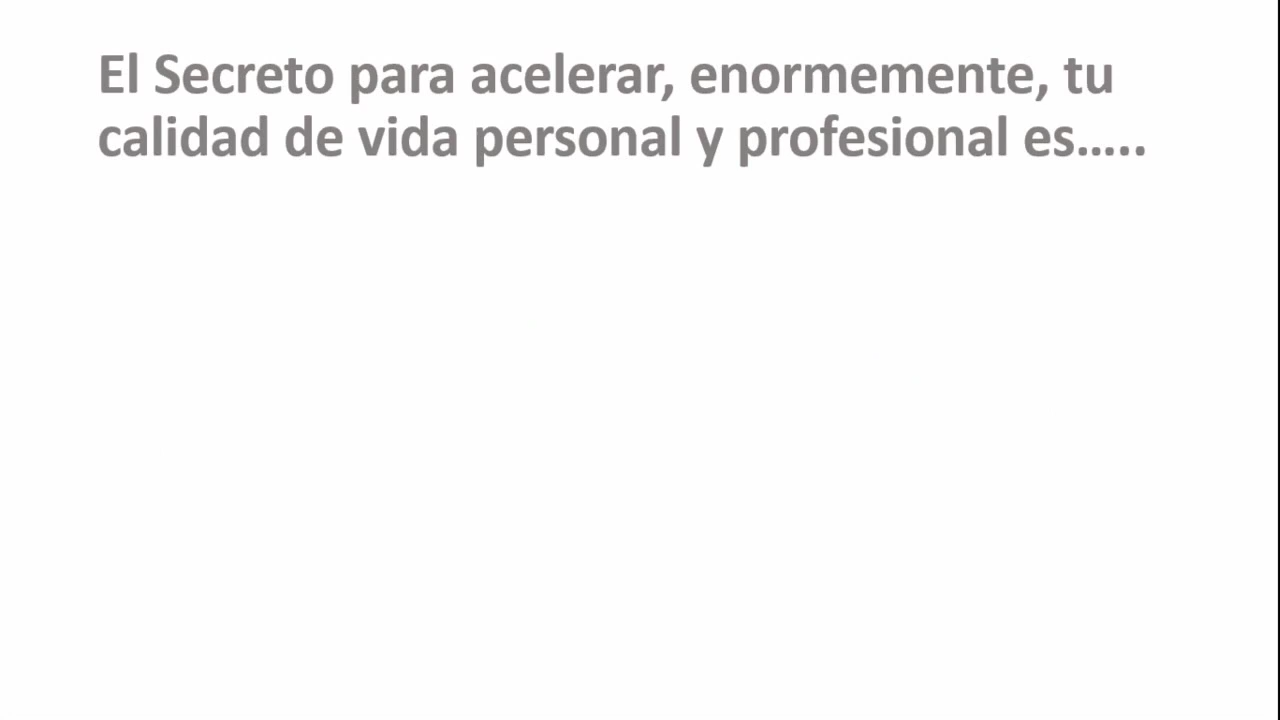 El Secreto para acelerar, enormemente, tu
calidad de vida personal y profesional es…..